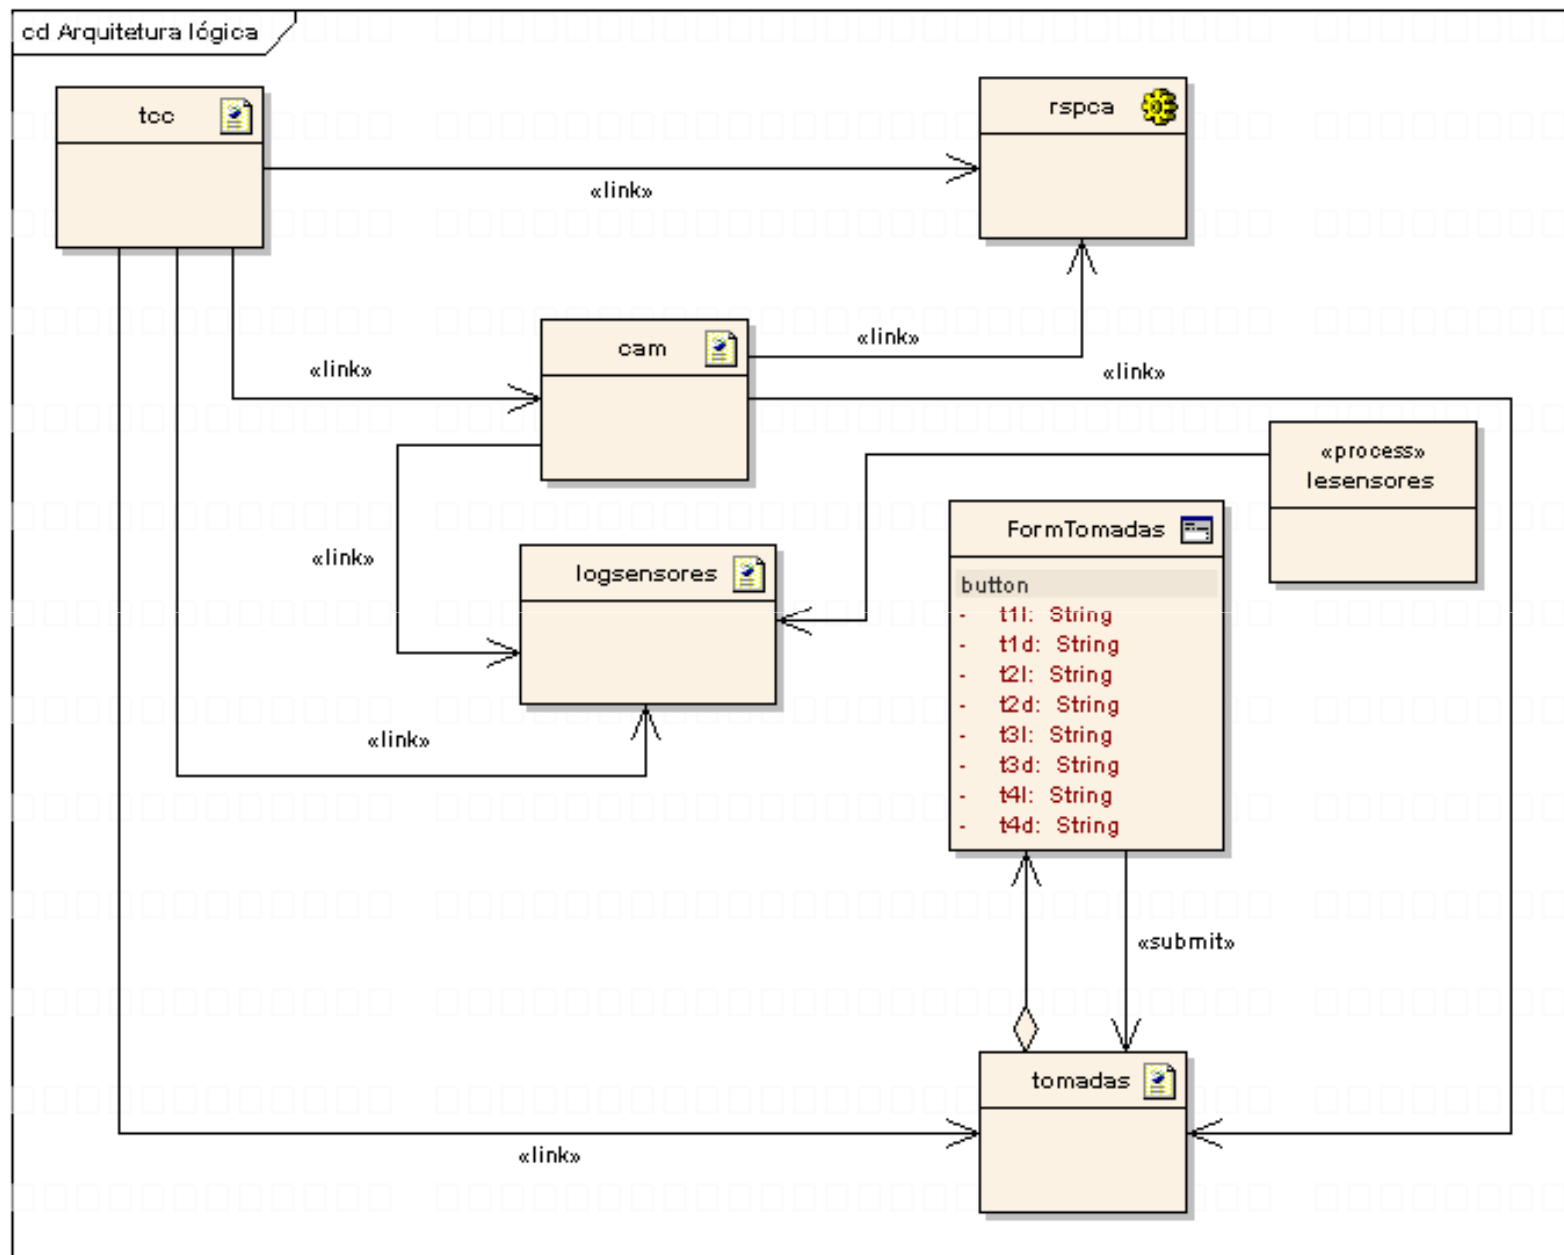 cd Arquitetura lógica
tcc
rspca
«link»
cam
«link»
«link»
«link»
«process»
lesensores
FormTomadas
button
- t1l: String
- t1d: String
- t2l: String
- t2d: String
- t3l: String
- t3d: String
- t4l: String
- t4d: String
«link»
logsensores
«link»
«submit»
tomadas
«link»